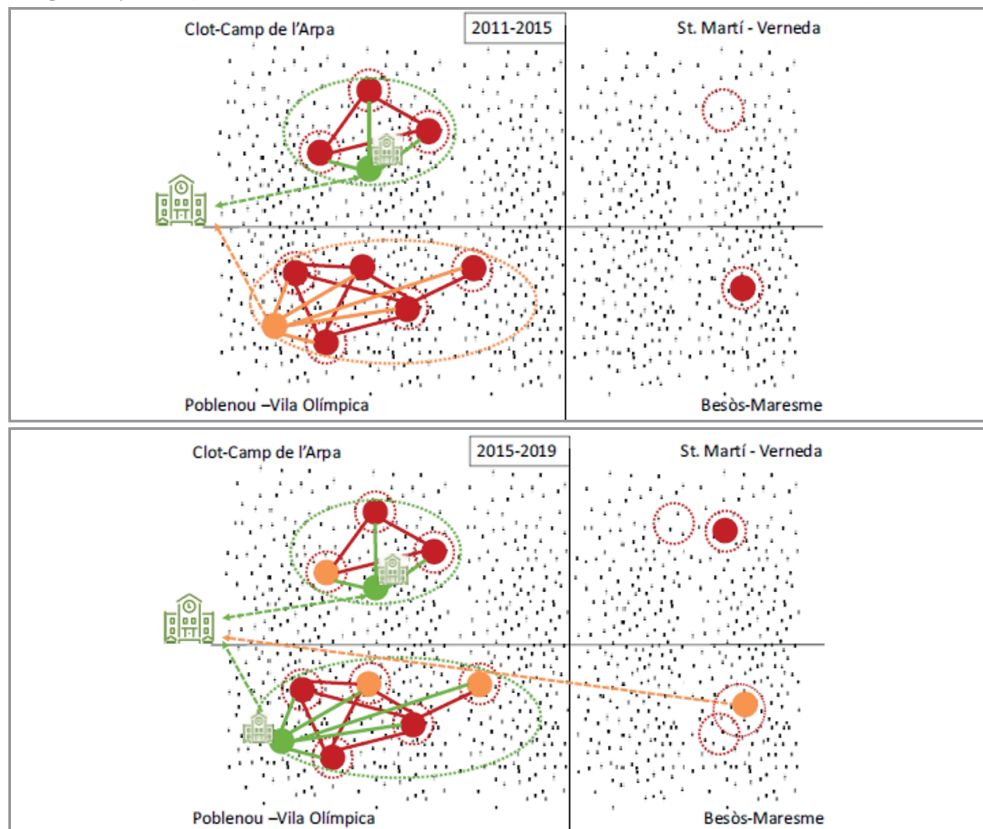 Clot-Camp de l'Arpa
2011-2015
St. Martí - Verneda
Poblenou –Vila Olímpica
Besòs-Maresme
Clot-Camp de l'Arpa
2015-2019
St. Martí - Verneda
Poblenou –Vila Olímpica
Besòs-Maresme